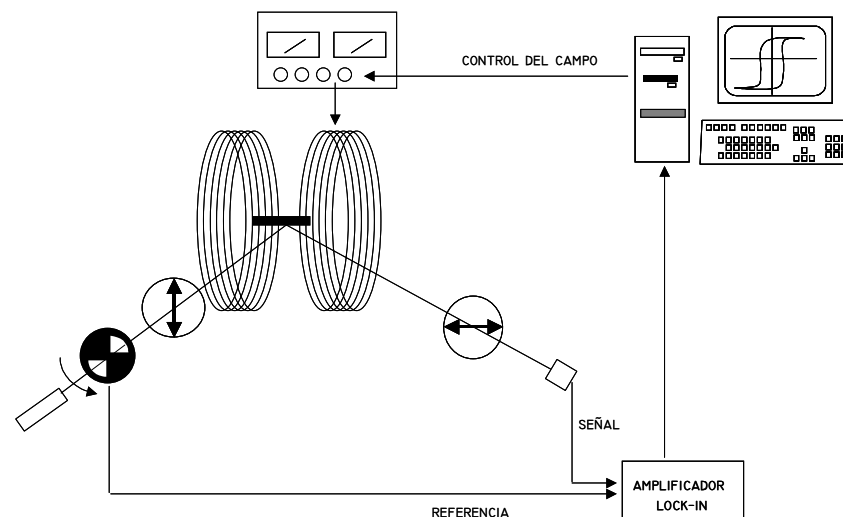 CONTROL DEL CAMPO
SEÑAL
AMPLIFICADOR
LOCK-IN
REFERENCIA